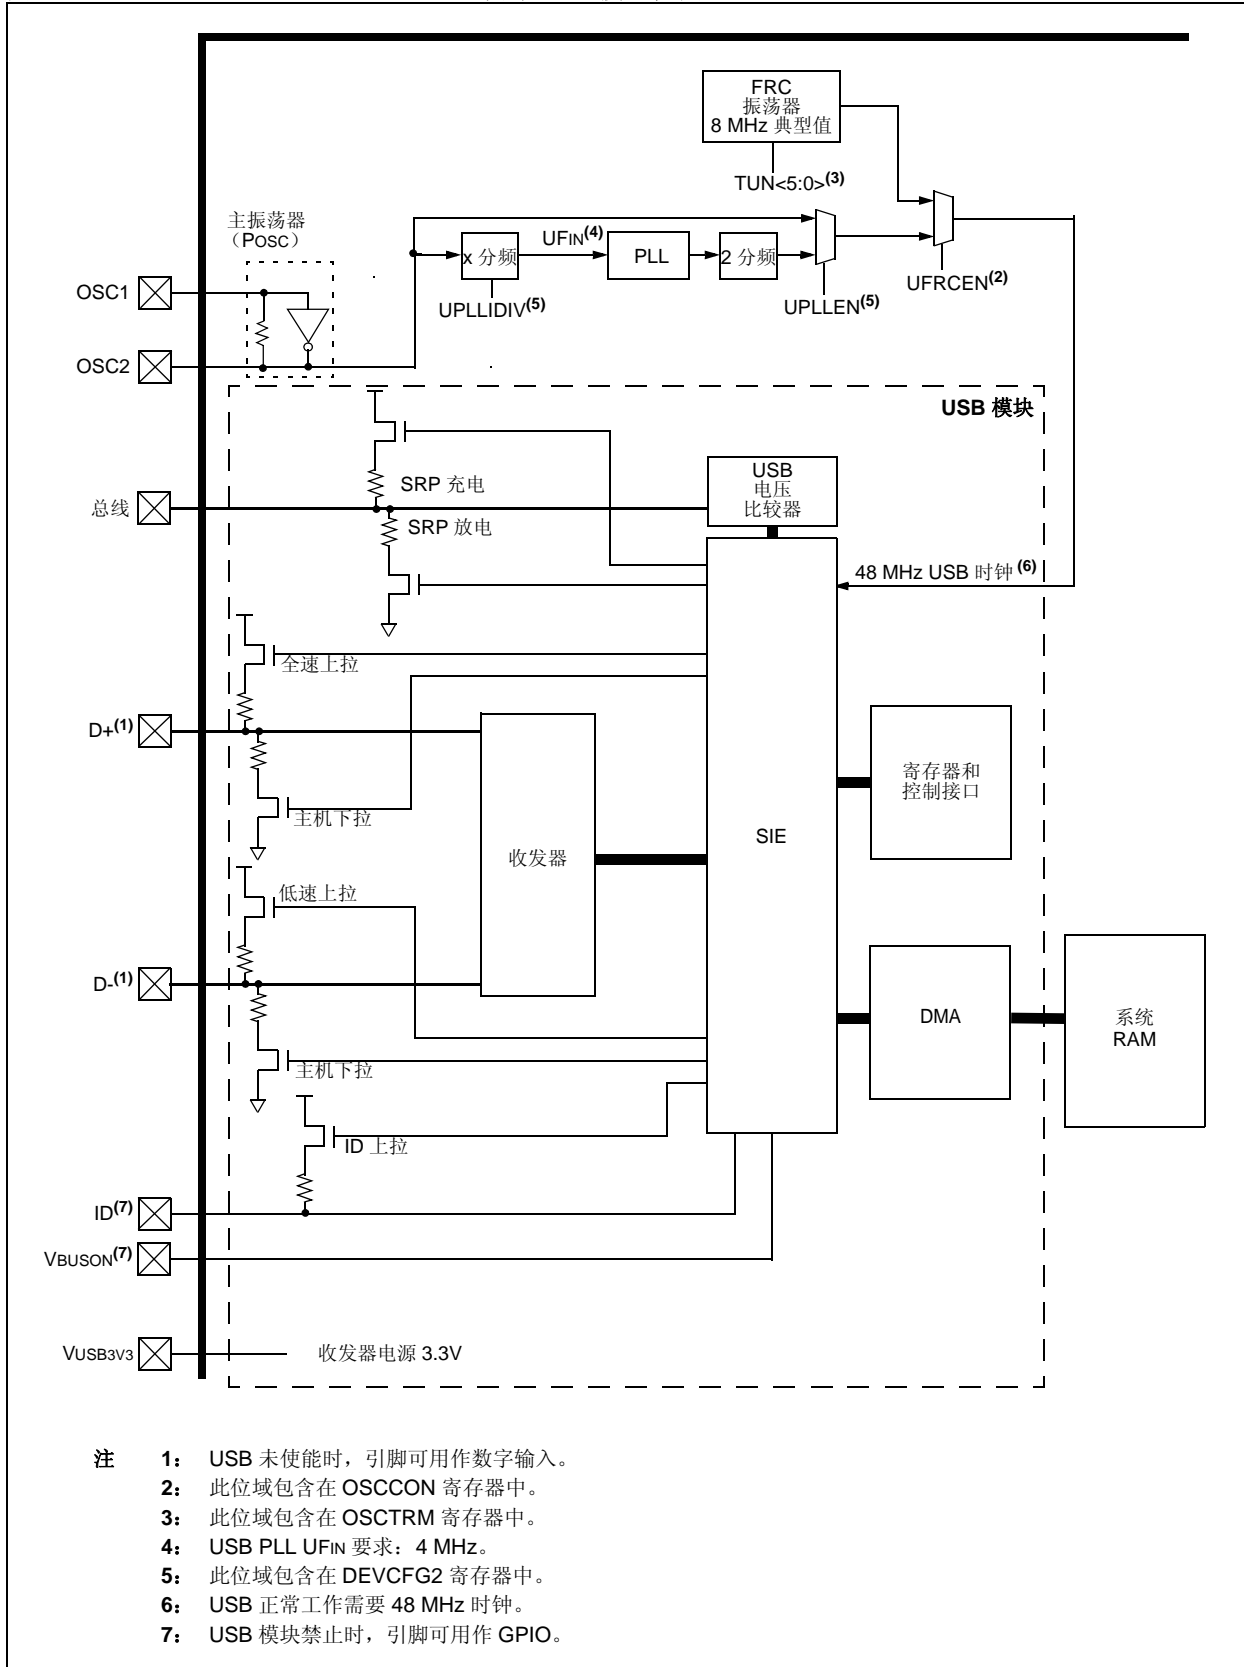 FRC
振荡器
8 MHz 典型值
TUN<5:0>(3)
主振荡器
（POSC）
UFIN(4)
x 分频
PLL
2 分频
UPLLIDIV(5)
UPLLEN(5)
UFRCEN(2)
OSC1
OSC2
USB 模块
USB
电压
比较器
SRP 充电
总线
SRP 放电
48 MHz USB 时钟(6)
全速上拉
D+(1)
主机下拉
寄存器和
控制接口
SIE
收发器
低速上拉
D-(1)
DMA
系统
RAM
主机下拉
ID 上拉
ID(7)
VBUSON(7)
VUSB3V3
收发器电源 3.3V
注 1： USB 未使能时，引脚可用作数字输入。
2： 此位域包含在 OSCCON 寄存器中。
3： 此位域包含在 OSCTRM 寄存器中。
4： USB PLL UFIN 要求：4 MHz。
5： 此位域包含在 DEVCFG2 寄存器中。
6： USB 正常工作需要 48 MHz 时钟。
7： USB 模块禁止时，引脚可用作 GPIO。